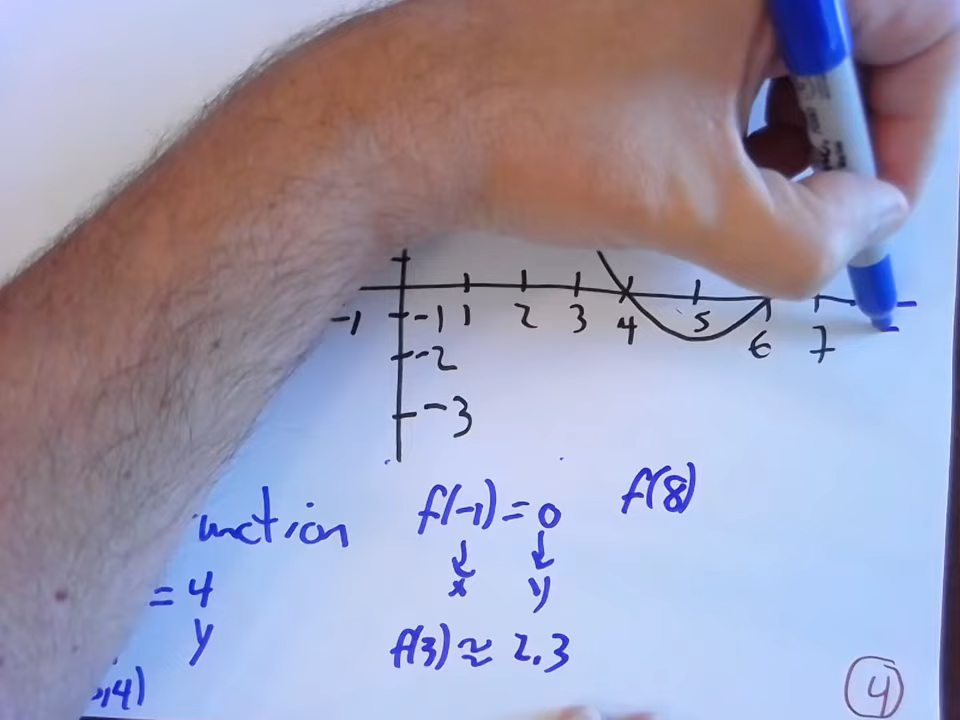 -1 -1 1 2 3 4 5 6 7
-2
-3
f(-1) = 0 f(8)
= 4 x y
y f(3) ≈ 2.3
,4)
4